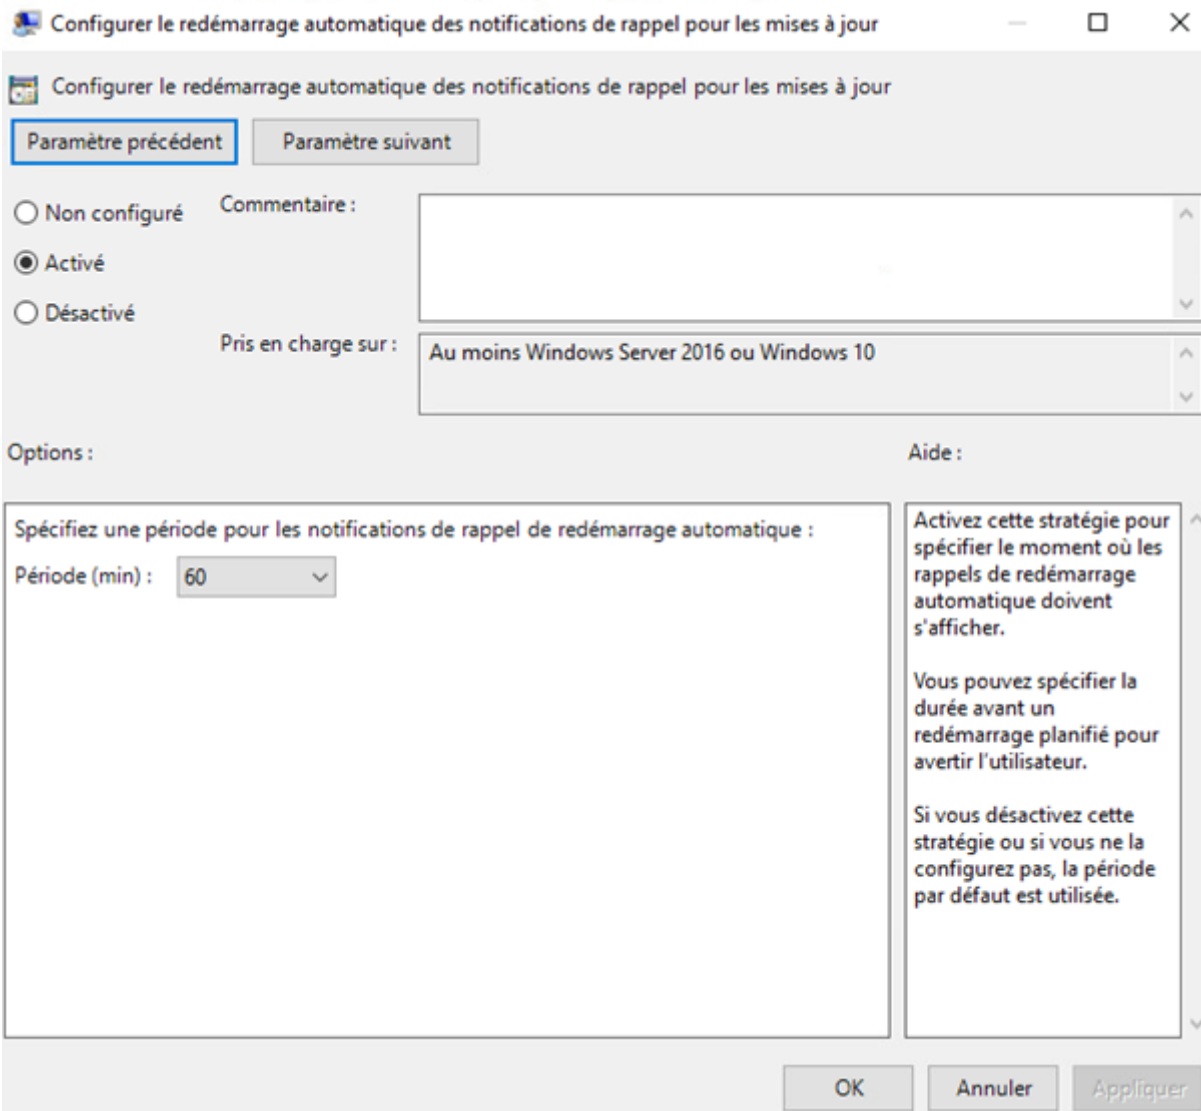 Configurer le redémarrage automatique des notifications de rappel pour les mises à jour
Configurer le redémarrage automatique des notifications de rappel pour les mises à jour
Paramètre précédent
Paramètre suivant
Non configuré
Commentaire :
Activé
Désactivé
Pris en charge sur :
Au moins Windows Server 2016 ou Windows 10
Options :
Aide :
Spécifiez une période pour les notifications de rappel de redémarrage automatique :
Période (min) :
60
Activez cette stratégie pour
spécifier le moment où les
rappels de redémarrage
automatique doivent
s'afficher.
Vous pouvez spécifier la
durée avant un
redémarrage planifié pour
avertir l'utilisateur.
Si vous désactivez cette
stratégie ou si vous ne la
configurez pas, la période
par défaut est utilisée.
OK
Annuler
Appliquer